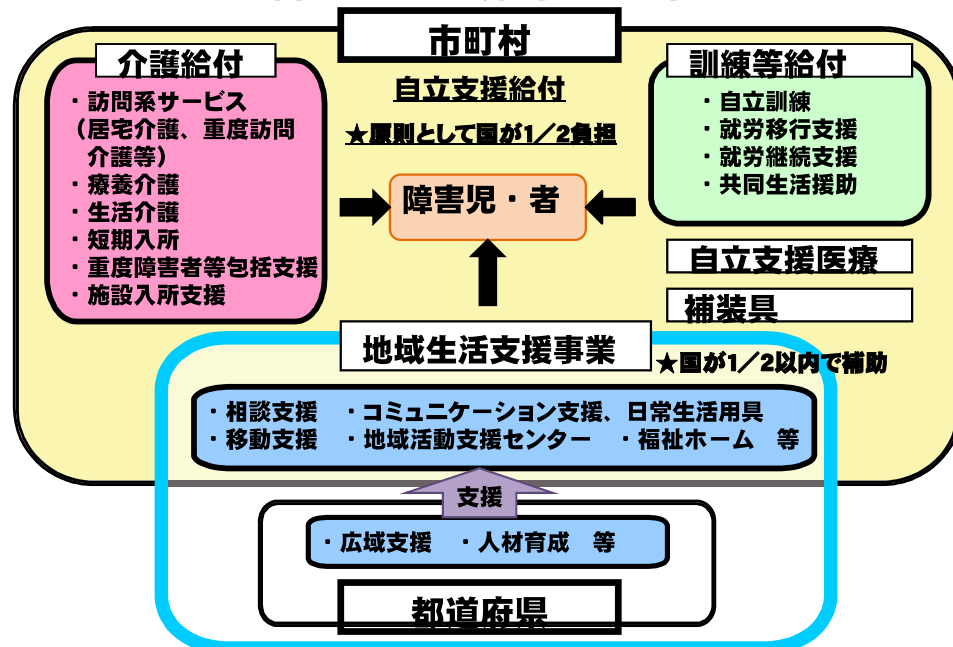 市町村
介護給付
・訪問系サービス
（居宅介護、重度訪問
介護等）
・療養介護
・生活介護
・短期入所
・重度障害者等包括支援
・施設入所支援
自立支援給付
★原則として国が1／2負担
障害児・者
訓練等給付
・自立訓練
・就労移行支援
・就労継続支援
・共同生活援助
自立支援医療
補装具
地域生活支援事業
★国が1／2以内で補助
・相談支援　・コミュニケーション支援、日常生活用具
・移動支援　・地域活動支援センター　・福祉ホーム　等
支援
・広域支援　・人材育成　等
都道府県